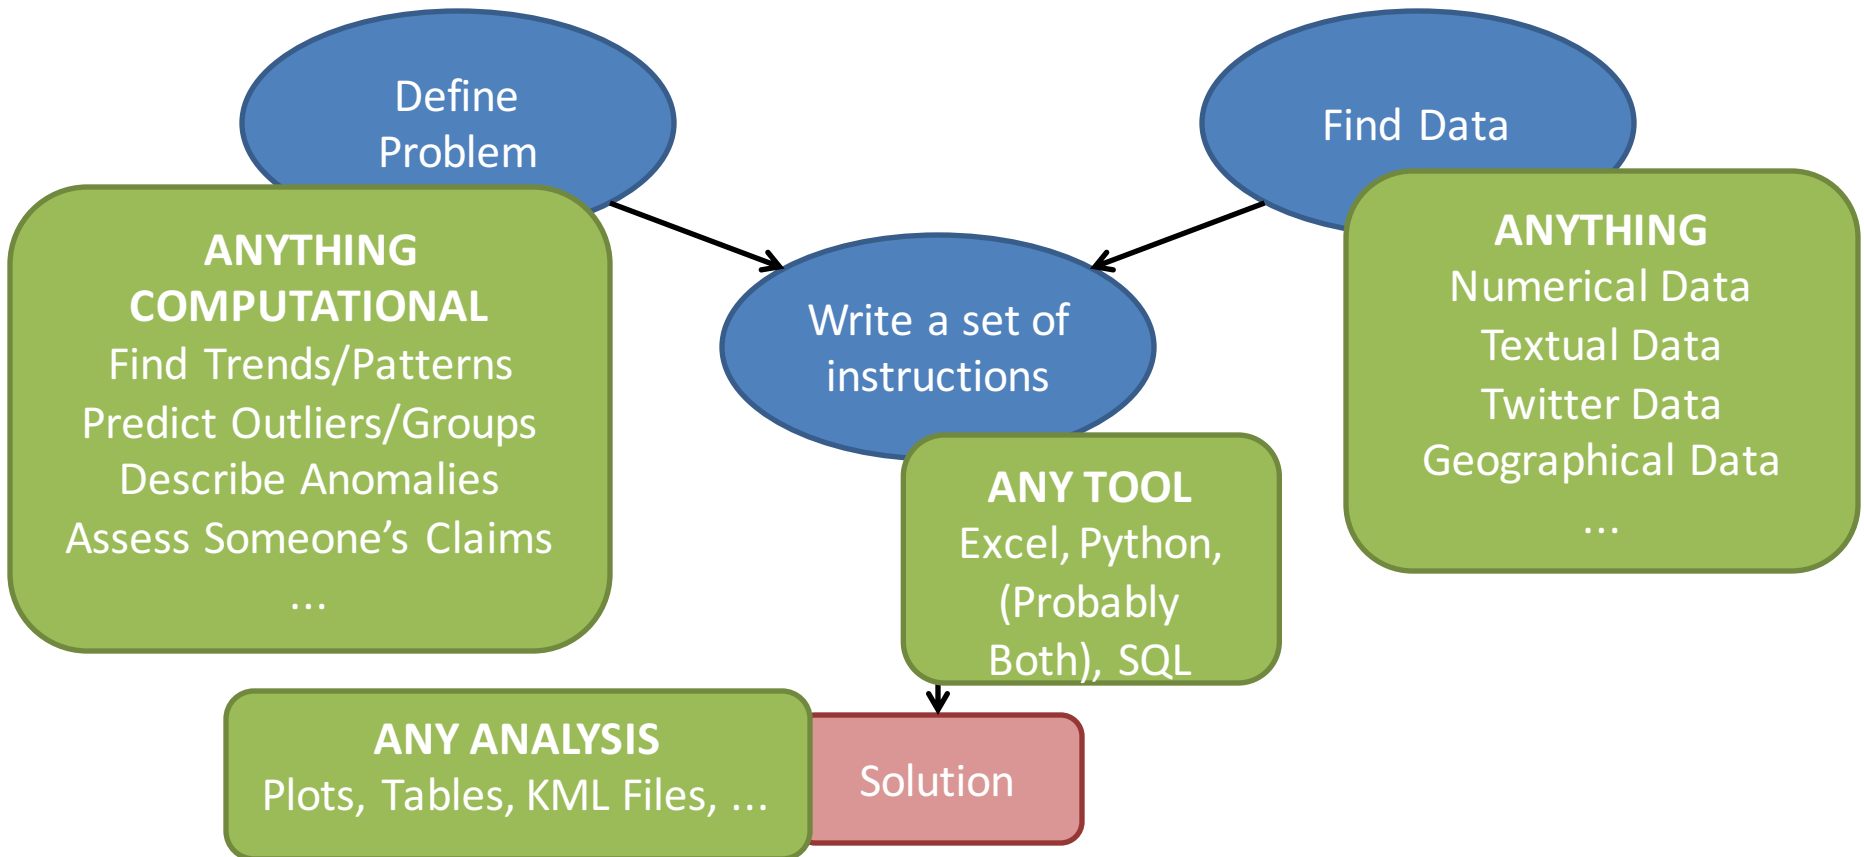 Define
Problem
Find Data
ANYTHING
COMPUTATIONAL
Find Trends/Patterns
Predict Outliers/Groups
Describe Anomalies
Assess Someone’s Claims
...
Write a set of
instructions
ANYTHING
Numerical Data
Textual Data
Twitter Data
Geographical Data
...
ANY TOOL
Excel, Python,
(Probably
Both), SQL
ANY ANALYSIS
Plots, Tables, KML Files, ...
Solution